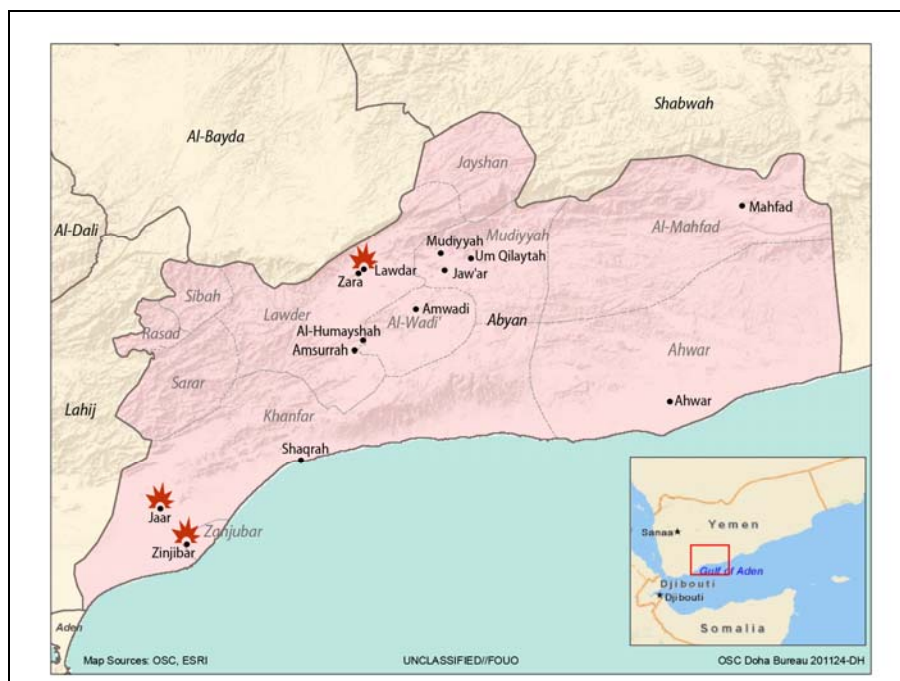 Shabwah
Al-Bayda
Jayshan
Mahfad
Al-Dali
Mudiyyah
Al-Mahfad
Mudiyyah
Um Qilaytah
Lawdar
Jaw'ar
Zara
Sibah
Amwadi
Lawder
Al-Wadi'
Abyan
Rasad
Al-Humayshah
Amsurrah
Ahwar
Sarar
Ahwar
Lahij
Khanfar
Shaqrah
Jaar
Zanjubar
Zinjibar
Yemen
Sanaa
Gulf of Aden
Djibouti
Djibouti
Somalia
Aden
Map Sources: OSC, ESRI
UNCLASSIFIED//FOUO
OSC Doha Bureau 201124-DH